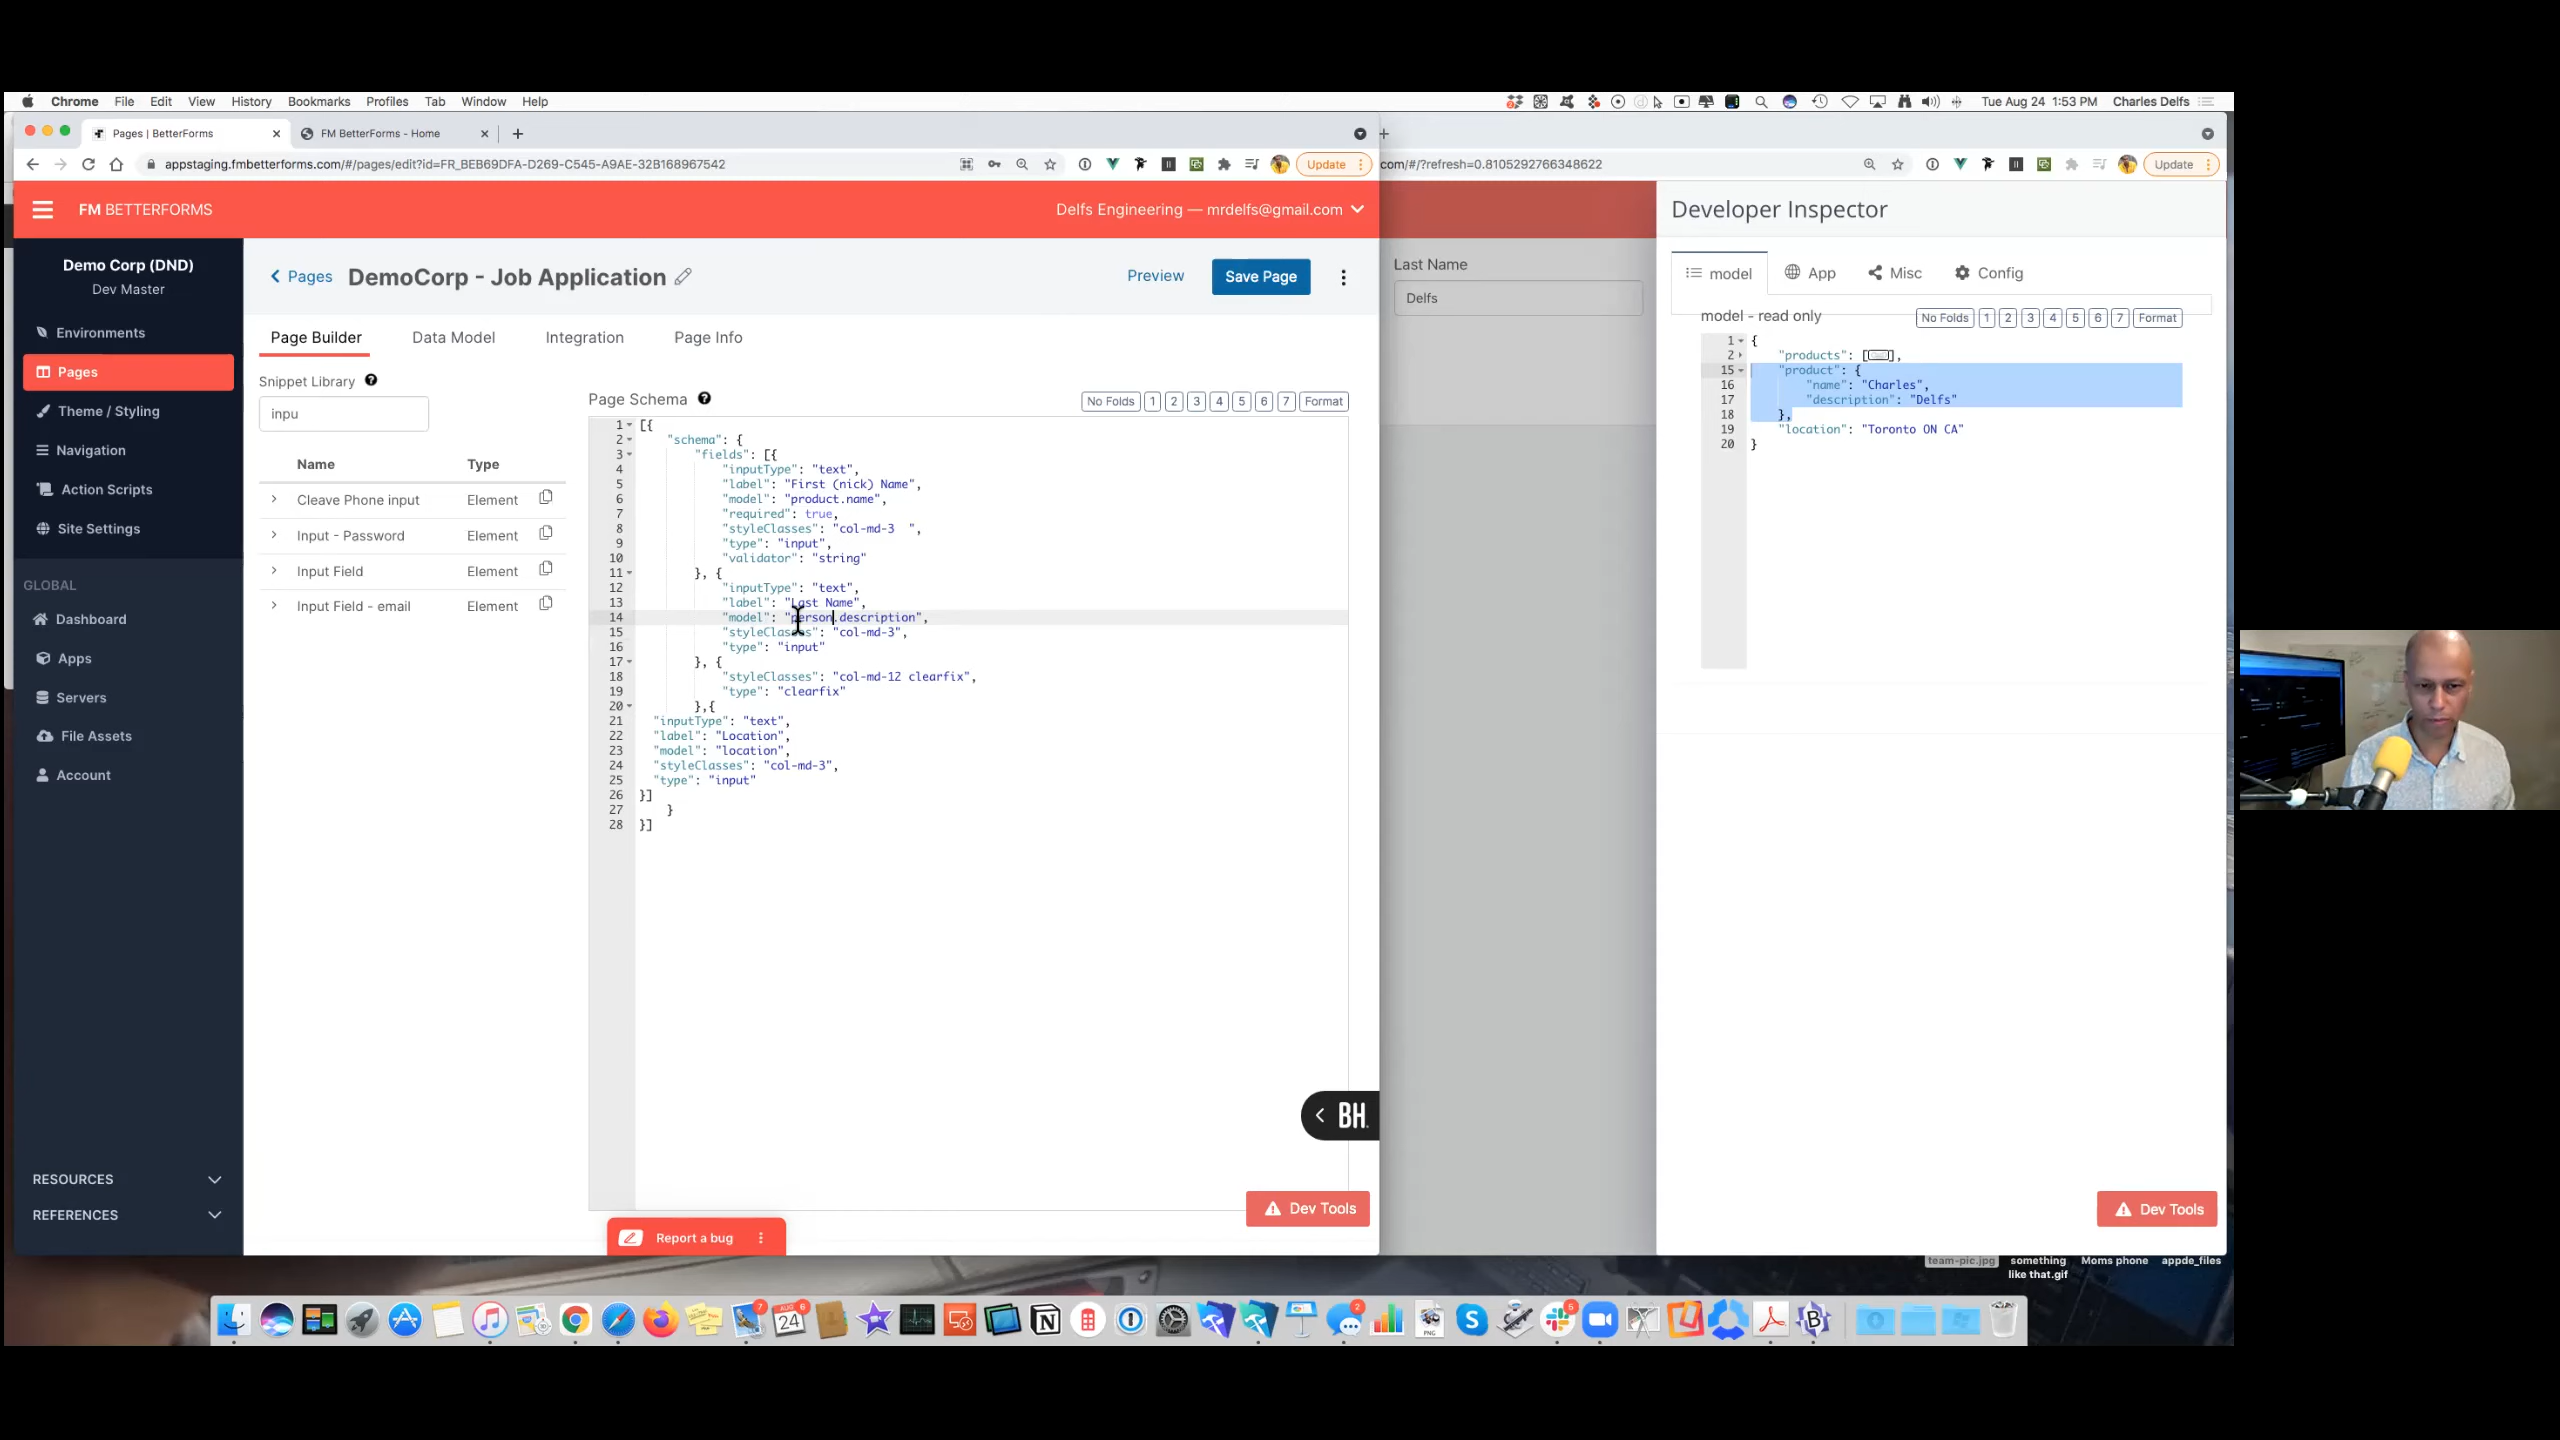 Chrome File Edit View History Bookmarks Profiles Tab Window Help
Tue Aug 24 1:53 PM Charles Delfs
Pages | BetterForms
FM BetterForms - Home
appstaging.fmbetterforms.com/#/pages/edit?id=FR_BEB69DFA-D269-C545-A9AE-32B168967542
Update
com/#/?refresh=0.8105292766348622
Update
FM BETTERFORMS
Delfs Engineering — mrdelfs@gmail.com
Demo Corp (DND)
Dev Master
Environments
Pages
Theme / Styling
Navigation
Action Scripts
Site Settings
GLOBAL
Dashboard
Apps
Servers
File Assets
Account
RESOURCES
REFERENCES
Pages
DemoCorp - Job Application
Preview
Save Page
Page Builder
Data Model
Integration
Page Info
Snippet Library
inpu
Name Type
Cleave Phone input Element
Input - Password Element
Input Field Element
Input Field - email Element
Page Schema
No Folds 1 2 3 4 5 6 7 Format
1 [{
2 "schema": {
3 "fields": [{
4 "inputType": "text",
5 "label": "First (nick) Name",
6 "model": "product.name",
7 "required": true,
8 "styleClasses": "col-md-3  ",
9 "type": "input",
10 "validator": "string"
11 }, {
12 "inputType": "text",
13 "label": "Last Name",
14 "model": "person.description",
15 "styleClasses": "col-md-3",
16 "type": "input"
17 }, {
18 "styleClasses": "col-md-12 clearfix",
19 "type": "clearfix"
20 },{
21 "inputType": "text",
22 "label": "Location",
23 "model": "location",
24 "styleClasses": "col-md-3",
25 "type": "input"
26 }]
27 }
28 }]
BH.
Dev Tools
Report a bug
Last Name
Delfs
Developer Inspector
model
App
Misc
Config
model - read only
No Folds 1 2 3 4 5 6 7 Format
1 {
2 "products": [],
15 "product": {
16 "name": "Charles",
17 "description": "Delfs"
18 },
19 "location": "Toronto ON CA"
20 }
Dev Tools
team-pic.jpg
something
like that.gif
Moms phone
appde_files
7
AUG 6
24
2
5
PNG